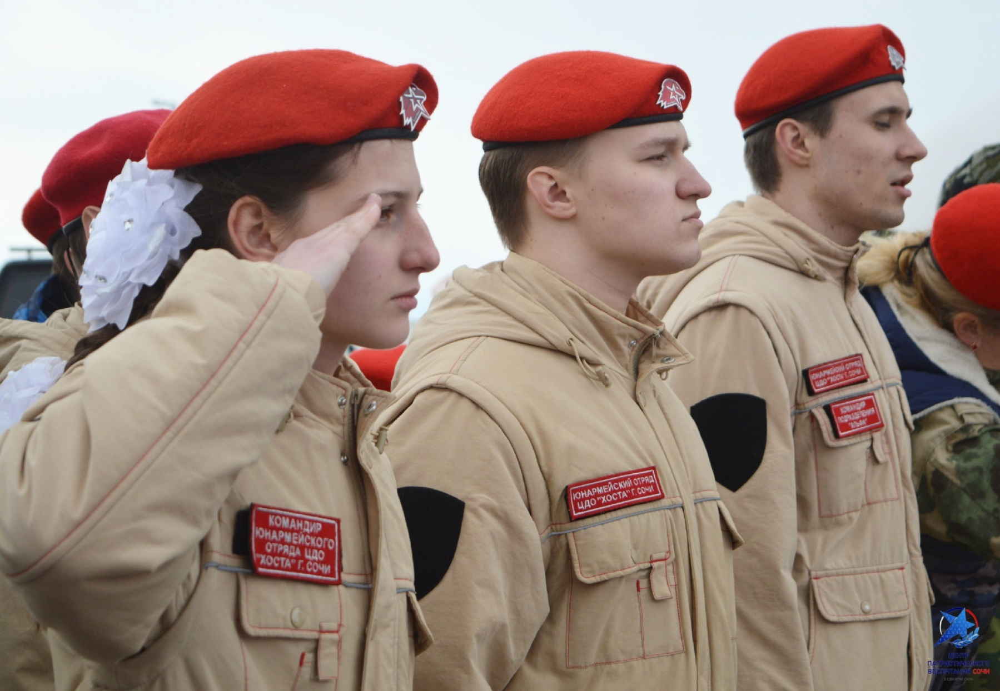 КОМАНДИР
ЮНАРМЕЙСКОГО
ОТРЯДА ЦДО
"ХОСТА" Г. СОЧИ
ЮНАРМЕЙСКИЙ ОТРЯД
ЦДО "ХОСТА" Г. СОЧИ
ЮНАРМЕЙСКИЙ ОТРЯД
ЦДО "ХОСТА" Г. СОЧИ
КОМАНДИР
ПОДРАЗДЕЛЕНИЯ
"АЛЬФА"
ЦЕНТР
ПАТРИОТИЧЕСКОГО
ВОСПИТАНИЯ СОЧИ